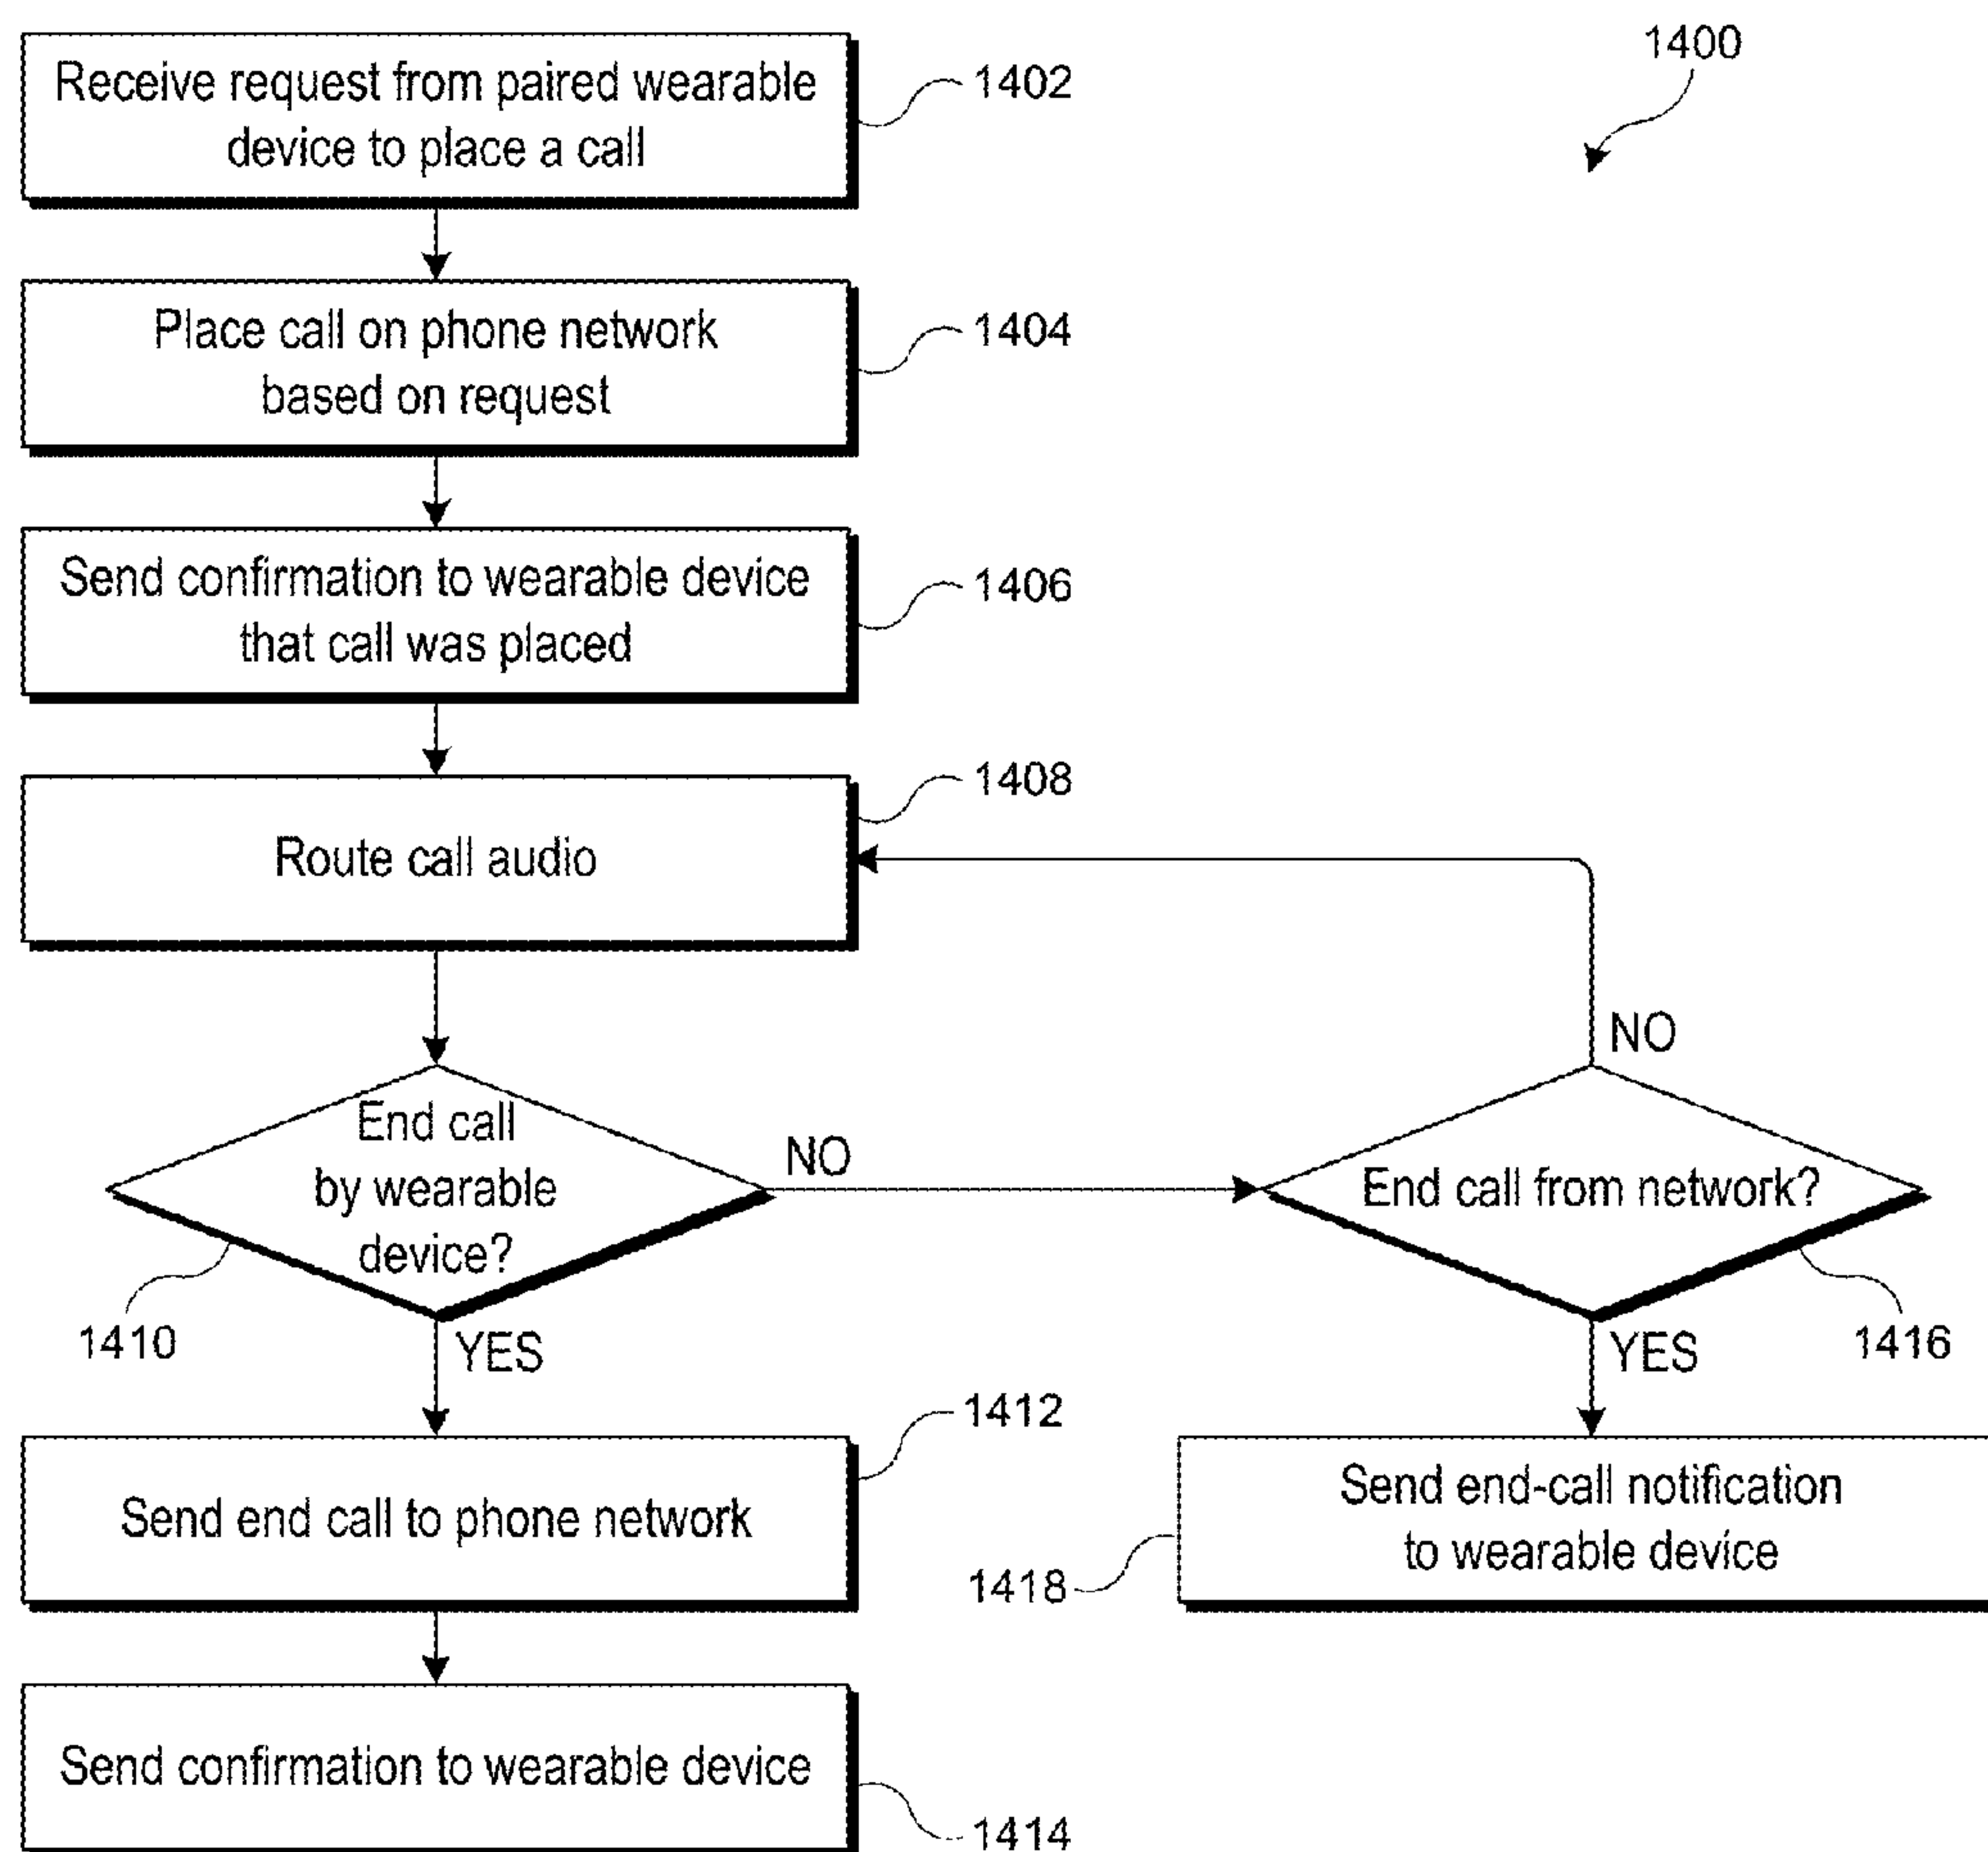 1400
Receive request from paired wearable
device to place a call
1402
Place call on phone network
based on request
1404
Send confirmation to wearable device
that call was placed
1406
Route call audio
1408
End call
by wearable
device?
1410
NO
YES
End call from network?
1416
NO
YES
Send end call to phone network
1412
Send end-call notification
to wearable device
1418
Send confirmation to wearable device
1414